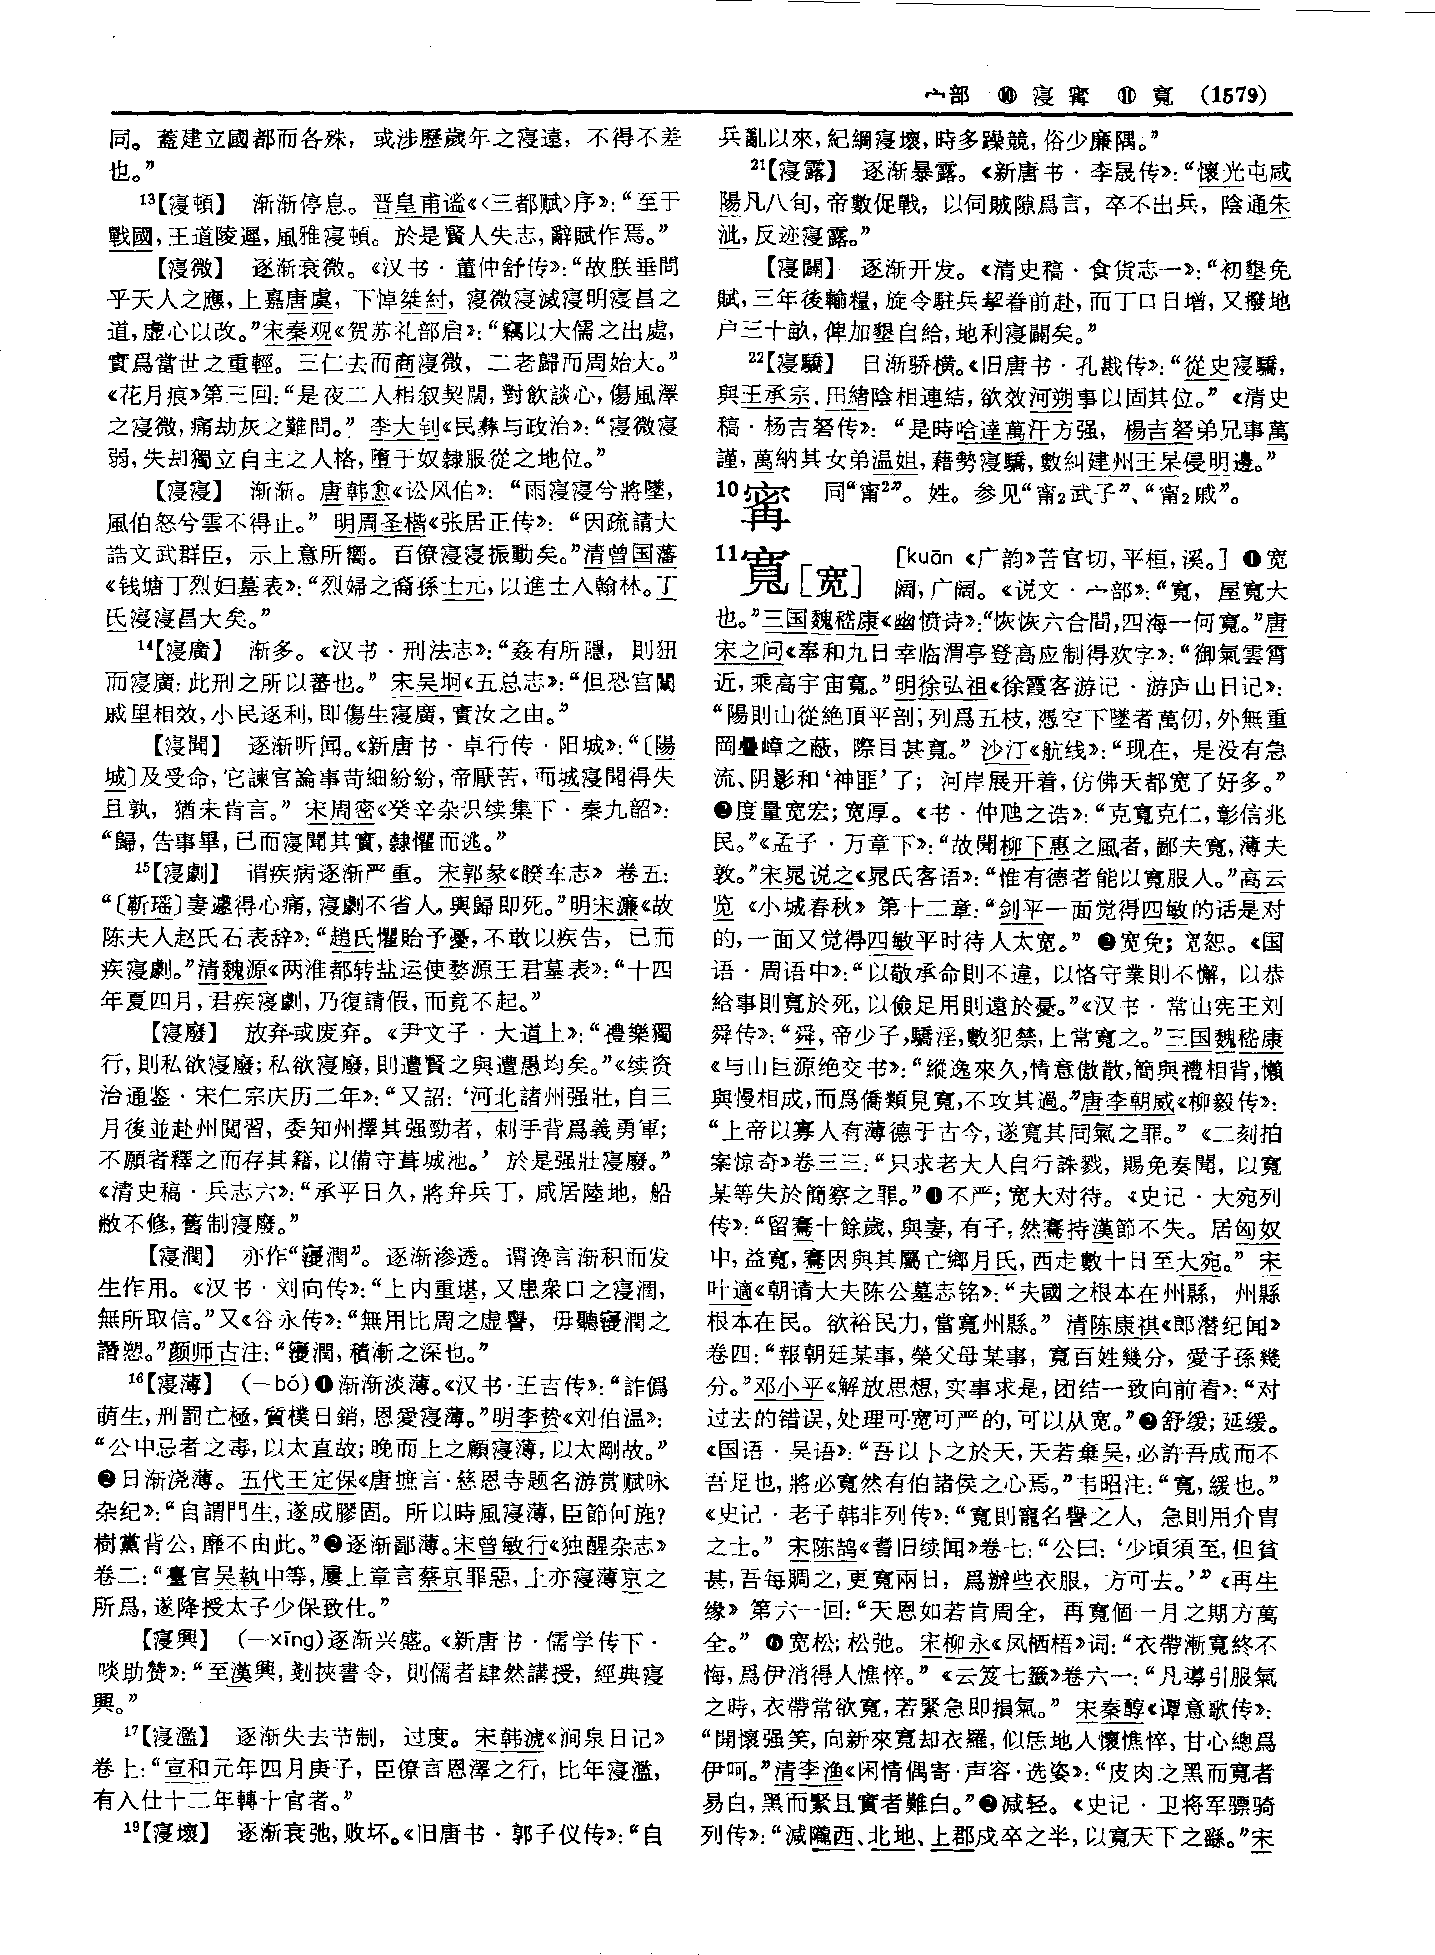 宀部 ⑩ 寖 寗 ⑪ 寬 (1579)
同。蓋建立國都而各殊，或涉歷歲年之寖遠，不得不差
也。”
13【寖頓】 渐渐停息。晋皇甫谧《〈三都赋〉序》：“至于
戰國，王道陵遲，風雅寖頓。於是賢人失志，辭賦作焉。”
【寖微】 逐渐衰微。《汉书·董仲舒传》：“故朕垂問
乎天人之應，上嘉唐虞，下悼桀紂，寖微寖滅寖明寖昌之
道，虚心以改。”宋秦观《贺苏礼部启》：“竊以大儒之出處，
實爲當世之重輕。三仁去而商寖微，二老歸而周始大。”
《花月痕》第三回：“是夜二人相叙契闊，對飲談心，傷風澤
之寖微，痛劫灰之難問。”李大钊《民彝与政治》：“寖微寖
弱，失却獨立自主之人格，墮于奴隸服從之地位。”
【寖寖】 渐渐。唐韩愈《讼风伯》：“雨寖寖兮將墜，
風伯怒兮雲不得止。”明周圣楷《张居正传》：“因疏請大
誥文武群臣，示上意所嚮。百僚寖寖振動矣。”清曾国藩
《钱塘丁烈妇墓表》：“烈婦之裔孫士元，以進士入翰林。丁
氏寖寖昌大矣。”
14【寖廣】 渐多。《汉书·刑法志》：“姦有所隱，則狃
而寖廣：此刑之所以蕃也。”宋吴坰《五总志》：“但恐宫闈
戚里相效，小民逐利，即傷生寖廣，實汝之由。”
【寖聞】 逐渐听闻。《新唐书·卓行传·阳城》：“〔陽
城〕及受命，它諫官論事苛細紛紛，帝厭苦，而城寖聞得失
且孰，猶未肯言。”宋周密《癸辛杂识续集下·秦九韶》：
“歸，告事畢，已而寖聞其實，隸懼而逃。”
15【寖劇】 谓疾病逐渐严重。宋郭彖《睽车志》卷五：
“〔靳瑶〕妻遽得心痛，寖劇不省人，輿歸即死。”明宋濂《故
陈夫人赵氏石表辞》：“趙氏懼貽予憂，不敢以疾告，已而
疾寖劇。”清魏源《两淮都转盐运使婺源王君墓表》：“十四
年夏四月，君疾寖劇，乃復請假，而竟不起。”
【寖廢】 放弃或废弃。《尹文子·大道上》：“禮樂獨
行，則私欲寖廢；私欲寖廢，則遭賢之與遭愚均矣。”《续资
治通鉴·宋仁宗庆历二年》：“又詔：‘河北諸州强壯，自三
月後並赴州閲習，委知州擇其强勁者，刺手背爲義勇軍；
不願者釋之而存其籍，以備守葺城池。’於是强壯寖廢。”
《清史稿·兵志六》：“承平日久，將弁兵丁，咸居陸地，船
敝不修，舊制寖廢。”
【寖潤】 亦作“寑潤”。逐渐渗透。谓谗言渐积而发
生作用。《汉书·刘向传》：“上内重堪，又患衆口之寖潤，
無所取信。”又《谷永传》：“無用比周之虚譽，毋聽寑潤之
譖愬。”颜师古注：“寑潤，積漸之深也。”
16【寖薄】 (—bó)❶渐渐淡薄。《汉书·王吉传》：“詐僞
萌生，刑罰亡極，質樸日銷，恩愛寖薄。”明李贽《刘伯温》：
“公中忌者之毒，以太直故；晚而上之顧寖薄，以太剛故。”
❷日渐浇薄。五代王定保《唐摭言·慈恩寺题名游赏赋咏
杂纪》：“自謂門生，遂成膠固。所以時風寖薄，臣節何施？
樹黨背公，靡不由此。”❸逐渐鄙薄。宋曾敏行《独醒杂志》
卷二：“臺官吴執中等，屢上章言蔡京罪惡，上亦寖薄京之
所爲，遂降授太子少保致仕。”
【寖興】 (—xīng)逐渐兴盛。《新唐书·儒学传下·
啖助赞》：“至漢興，剗挾書令，則儒者肆然講授，經典寖
興。”
17【寖濫】 逐渐失去节制，过度。宋韩淲《涧泉日记》
卷上：“宣和元年四月庚子，臣僚言恩澤之行，比年寖濫，
有入仕十二年轉十官者。”
19【寖壞】 逐渐衰弛，败坏。《旧唐书·郭子仪传》：“自
兵亂以來，紀綱寖壞，時多躁競，俗少廉隅。”
21【寖露】 逐渐暴露。《新唐书·李晟传》：“懷光屯咸
陽凡八旬，帝數促戰，以伺賊隙爲言，卒不出兵，陰通朱
泚，反迹寖露。”
【寖闢】 逐渐开发。《清史稿·食货志一》：“初墾免
賦，三年後輸糧，旋令駐兵挈眷前赴，而丁口日增，又撥地
户三十畝，俾加墾自給，地利寖闢矣。”
22【寖驕】 日渐骄横。《旧唐书·孔戡传》：“從史寖驕，
與王承宗、田緒陰相連結，欲效河朔事以固其位。”《清史
稿·杨吉砮传》：“是時哈達萬汗方强，楊吉砮弟兄事萬
謹，萬納其女弟温姐，藉勢寖驕，數糾建州王杲侵明邊。”
10寗 同“甯2”。姓。参见“甯2武子”、“甯2戚”。
11寬[宽] [kuān 《广韵》苦官切，平桓，溪。] ❶宽
阔，广阔。《说文·宀部》：“寬，屋寬大
也。”三国魏嵇康《幽愤诗》：“恢恢六合間，四海一何寬。”唐
宋之问《奉和九日幸临渭亭登高应制得欢字》：“御氣雲霄
近，乘高宇宙寬。”明徐弘祖《徐霞客游记·游庐山日记》：
“陽則山從絶頂平剖；列爲五枝，憑空下墜者萬仞，外無重
岡疊嶂之蔽，際目甚寬。”沙汀《航线》：“现在，是没有急
流、阴影和‘神匪’了；河岸展开着，仿佛天都宽了好多。”
❷度量宽宏；宽厚。《书·仲虺之诰》：“克寬克仁，彰信兆
民。”《孟子·万章下》：“故聞柳下惠之風者，鄙夫寬，薄夫
敦。”宋晁说之《晁氏客语》：“惟有德者能以寬服人。”高云
览《小城春秋》第十二章：“剑平一面觉得四敏的话是对
的，一面又觉得四敏平时待人太宽。”❸宽免；宽恕。《国
语·周语中》：“以敬承命則不違，以恪守業則不懈，以恭
給事則寬於死，以儉足用則遠於憂。”《汉书·常山宪王刘
舜传》：“舜，帝少子，驕淫，數犯禁，上常寬之。”三国魏嵇康
《与山巨源绝交书》：“縱逸來久，情意傲散，簡與禮相背，懶
與慢相成，而爲儕類見寬，不攻其過。”唐李朝威《柳毅传》：
“上帝以寡人有薄德于古今，遂寬其同氣之罪。”《二刻拍
案惊奇》卷三三：“只求老大人自行誅戮，賜免奏聞，以寬
某等失於簡察之罪。”❹不严；宽大对待。《史记·大宛列
传》：“留騫十餘歲，與妻，有子，然騫持漢節不失。居匈奴
中，益寬，騫因與其屬亡鄉月氏，西走數十日至大宛。”宋
叶適《朝请大夫陈公墓志铭》：“夫國之根本在州縣，州縣
根本在民。欲裕民力，當寬州縣。”清陈康祺《郎潜纪闻》
卷四：“報朝廷某事，榮父母某事，寬百姓幾分，愛子孫幾
分。”邓小平《解放思想，实事求是，团结一致向前看》：“对
过去的错误，处理可宽可严的，可以从宽。”❺舒缓；延缓。
《国语·吴语》：“吾以卜之於天，天若棄吴，必許吾成而不
吾足也，將必寬然有伯諸侯之心焉。”韦昭注：“寬，緩也。”
《史记·老子韩非列传》：“寬則寵名譽之人，急則用介胄
之士。”宋陈鹄《耆旧续闻》卷七：“公曰：‘少頃須至，但貧
甚，吾每賙之，更寬兩日，爲辦些衣服，方可去。’”《再生
缘》第六一回：“天恩如若肯周全，再寬個一月之期方萬
全。”❻宽松；松弛。宋柳永《凤栖梧》词：“衣帶漸寬終不
悔，爲伊消得人憔悴。”《云笈七籤》卷六一：“凡導引服氣
之時，衣帶常欲寬，若緊急即損氣。”宋秦醇《谭意歌传》：
“開懷强笑，向新來寬却衣羅，似恁地人懷憔悴，甘心總爲
伊呵。”清李渔《闲情偶寄·声容·选姿》：“皮肉之黑而寬者
易白，黑而緊且實者難白。”❼减轻。《史记·卫将军骠骑
列传》：“減隴西、北地、上郡戍卒之半，以寬天下之繇。”宋